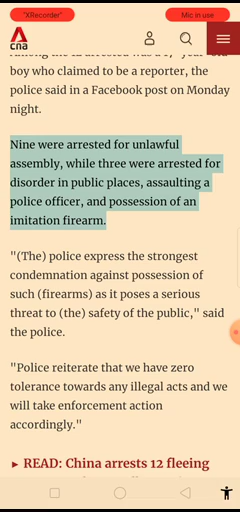 "XRecorder"
Mic in use
cna
boy who claimed to be a reporter, the
police said in a Facebook post on Monday
night.
Nine were arrested for unlawful
assembly, while three were arrested for
disorder in public places, assaulting a
police officer, and possession of an
imitation firearm.
"(The) police express the strongest
condemnation against possession of
such (firearms) as it poses a serious
threat to (the) safety of the public," said
the police.
"Police reiterate that we have zero
tolerance towards any illegal acts and we
will take enforcement action
accordingly."
► READ: China arrests 12 fleeing